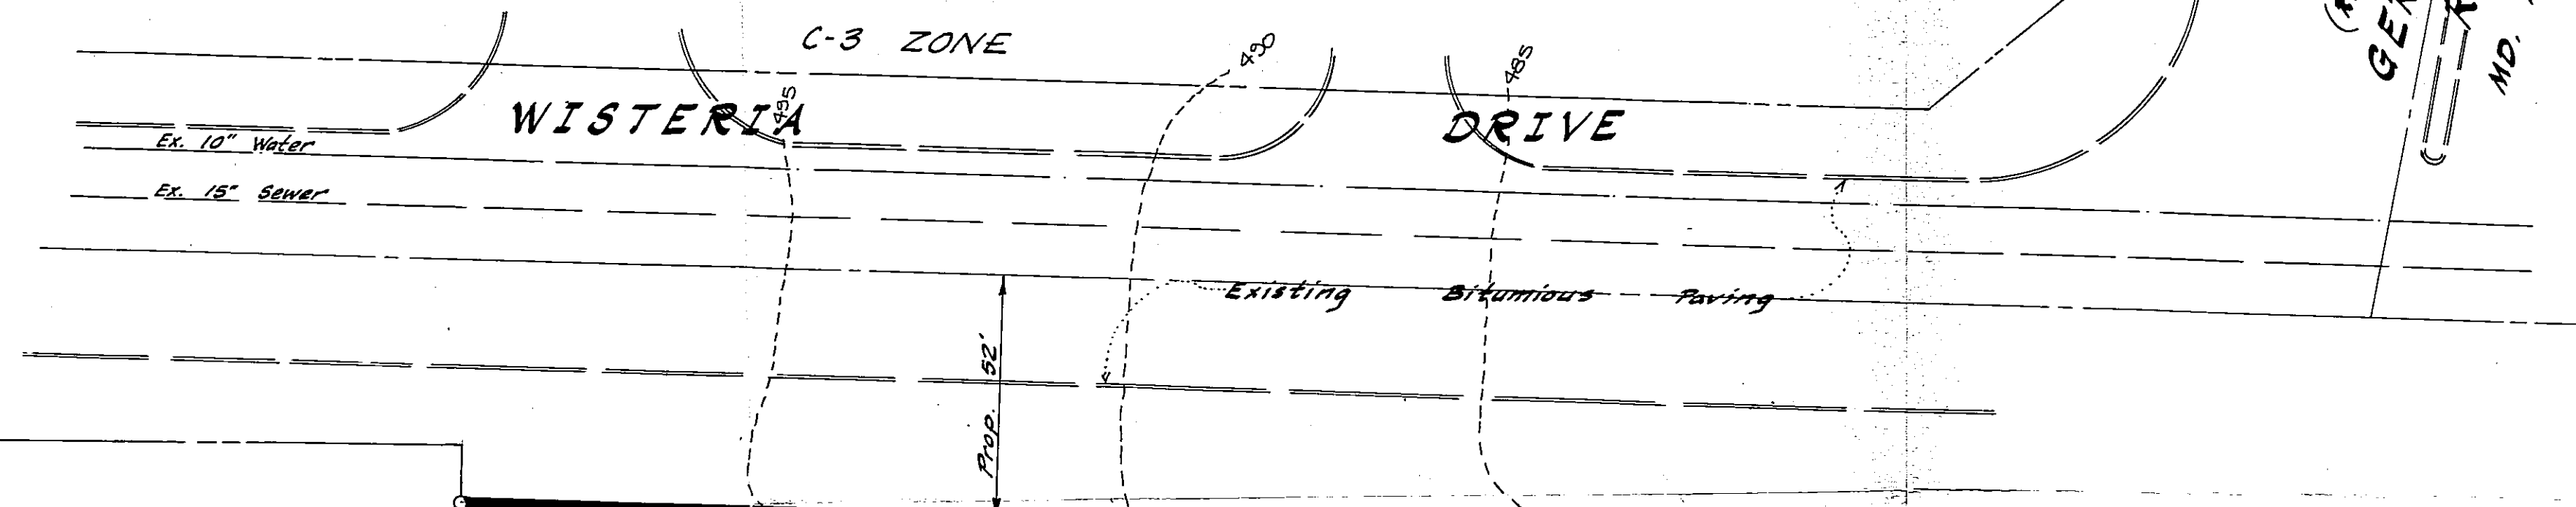 C-3 ZONE
490
485
495
WISTERIA DRIVE
Ex. 10" Water
Ex. 15" Sewer
Existing Bitumious Paving
Prop. 52'
GE
MD.